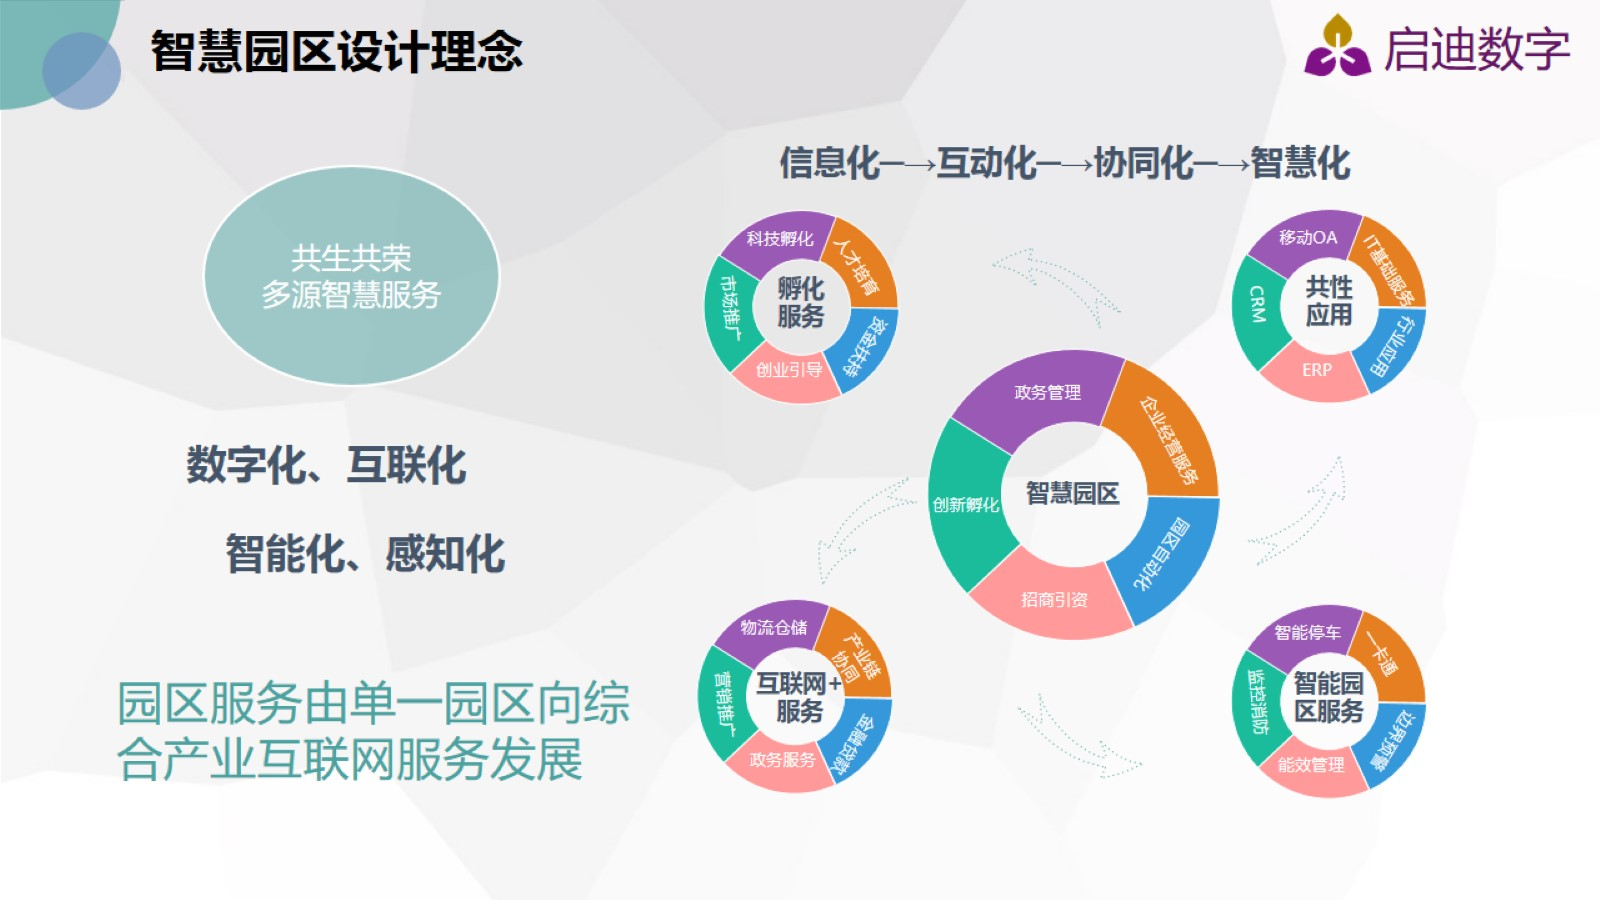 智慧园区设计理念
启迪数字
共生共荣
多源智慧服务
数字化、互联化
智能化、感知化
园区服务由单一园区向综
合产业互联网服务发展
信息化—→互动化—→协同化—→智慧化
科技孵化
人才培育
资金扶持
创业引导
市场推广
孵化
服务
移动OA
IT基础服务
行业应用
ERP
CRM
共性
应用
政务管理
企业经营服务
园区自动化
招商引资
创新孵化
智慧园区
物流仓储
产业链
协同
金融贷款
政务服务
营销推广
互联网+
服务
智能停车
一卡通
边界预警
能效管理
监控消防
智能园
区服务